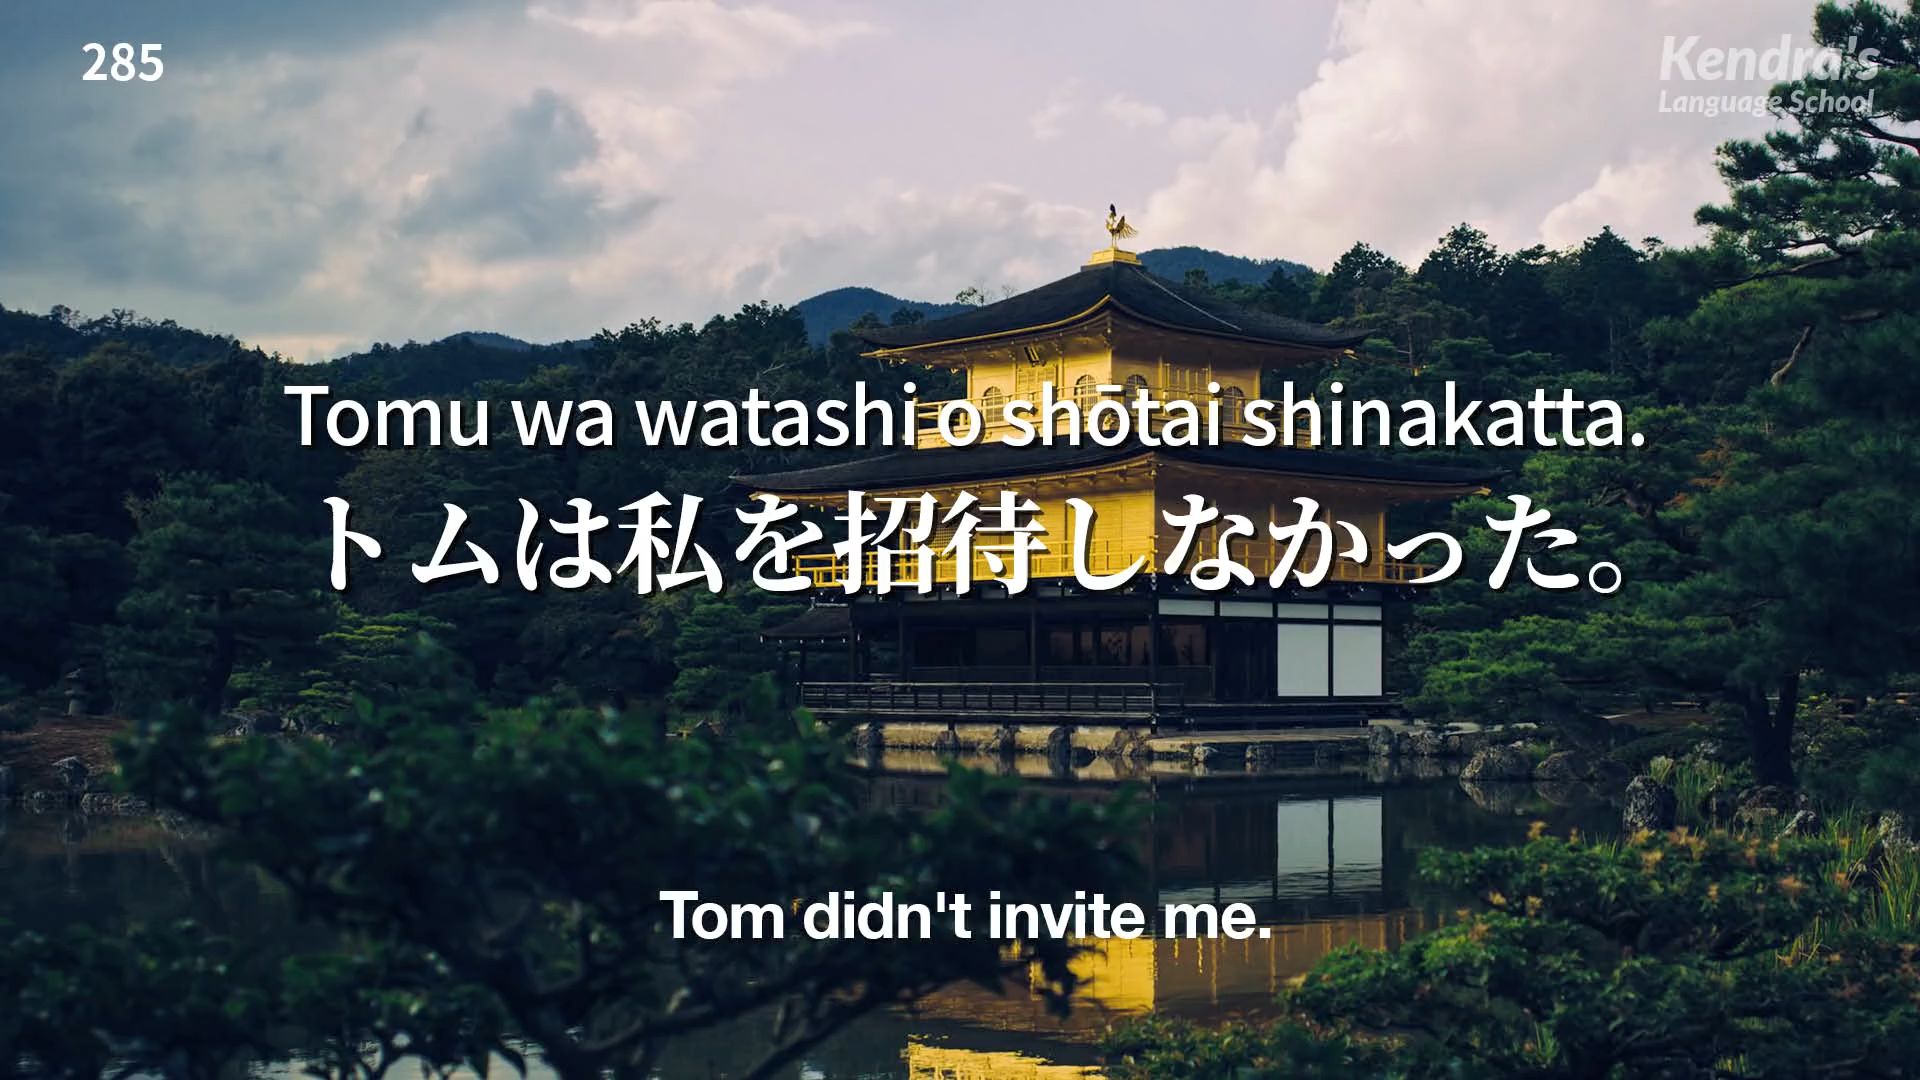 285
Kendra's
Language School
Tomu wa watashi o shōtai shinakatta.
トムは私を招待しなかった。
Tom didn't invite me.